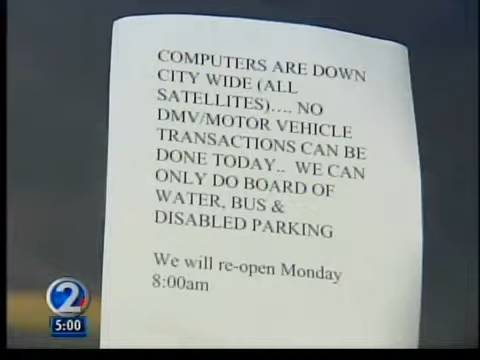 COMPUTERS ARE DOWN
CITY WIDE (ALL
SATELLITES)…. NO
DMV/MOTOR VEHICLE
TRANSACTIONS CAN BE
DONE TODAY.. WE CAN
ONLY DO BOARD OF
WATER, BUS &
DISABLED PARKING
We will re-open Monday
8:00am
2
5:00